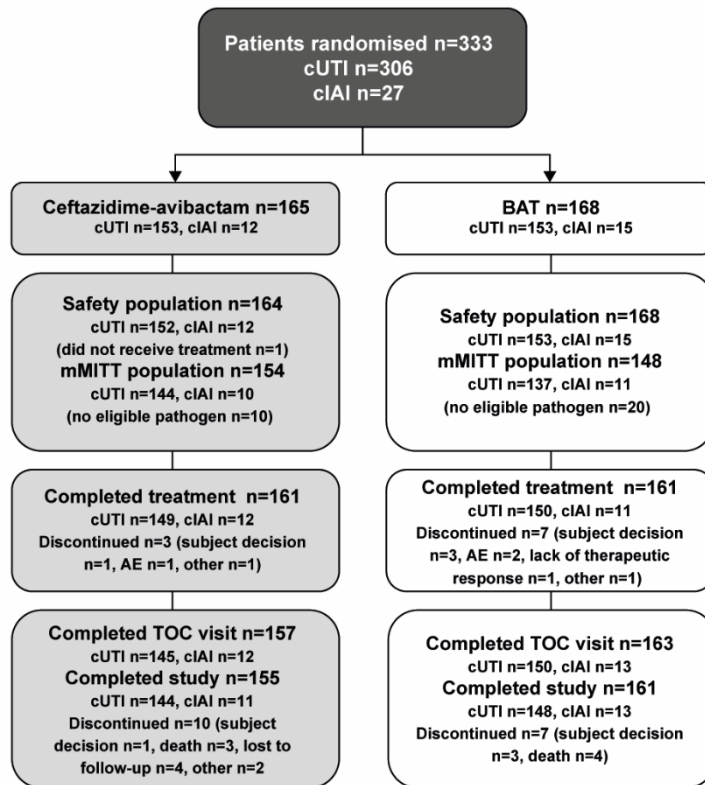 Patients randomised n=333
cUTI n=306
cIAI n=27
Ceftazidime-avibactam n=165
cUTI n=153, cIAI n=12
BAT n=168
cUTI n=153, cIAI n=15
Safety population n=164
cUTI n=152, cIAI n=12
(did not receive treatment n=1)
mMITT population n=154
cUTI n=144, cIAI n=10
(no eligible pathogen n=10)
Safety population n=168
cUTI n=153, cIAI n=15
mMITT population n=148
cUTI n=137, cIAI n=11
(no eligible pathogen n=20)
Completed treatment n=161
cUTI n=149, cIAI n=12
Discontinued n=3 (subject decision
n=1, AE n=1, other n=1)
Completed treatment n=161
cUTI n=150, cIAI n=11
Discontinued n=7 (subject decision
n=3, AE n=2, lack of therapeutic
response n=1, other n=1)
Completed TOC visit n=157
cUTI n=145, cIAI n=12
Completed study n=155
cUTI n=144, cIAI n=11
Discontinued n=10 (subject
decision n=1, death n=3, lost to
follow-up n=4, other n=2
Completed TOC visit n=163
cUTI n=150, cIAI n=13
Completed study n=161
cUTI n=148, cIAI n=13
Discontinued n=7 (subject decision
n=3, death n=4)